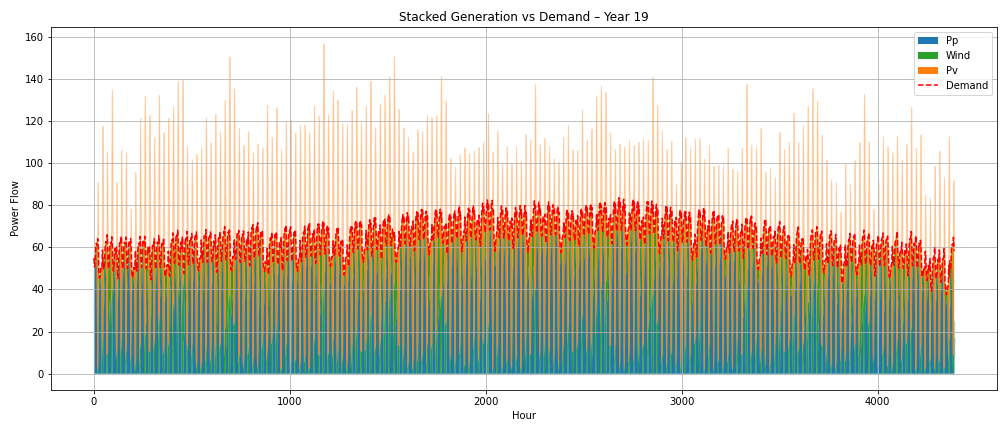 Stacked Generation vs Demand – Year 19
Power Flow
160
140
120
100
80
60
40
20
0
Pp
Wind
Pv
Demand
0
1000
2000
3000
4000
Hour